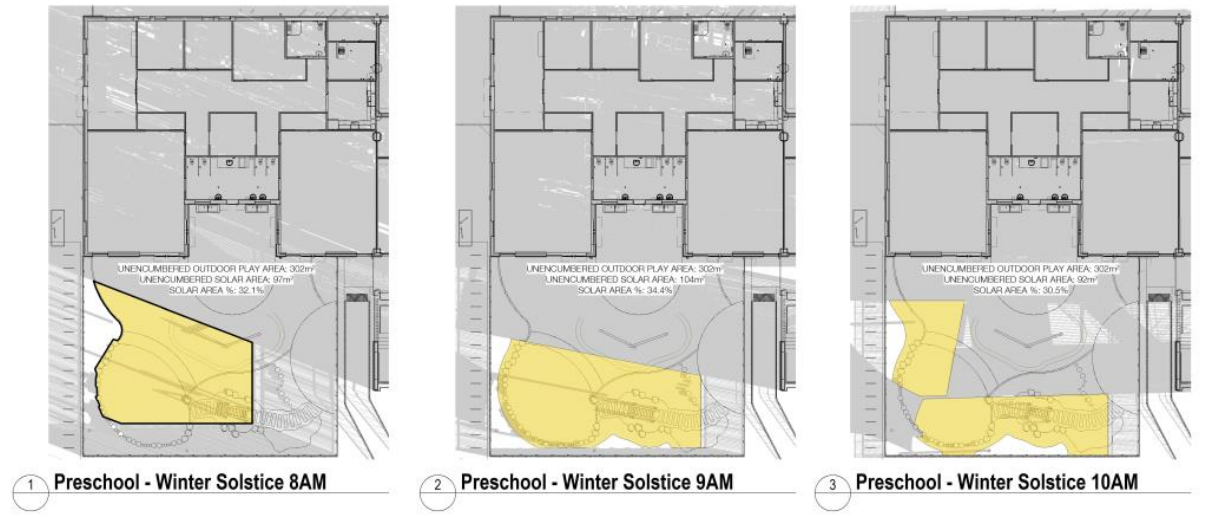 UNENCUMBERED OUTDOOR PLAY AREA: 302m²
UNENCUMBERED SOLAR AREA: 97m²
SOLAR AREA %: 32.1%
1 Preschool - Winter Solstice 8AM
UNENCUMBERED OUTDOOR PLAY AREA: 302m²
UNENCUMBERED SOLAR AREA: 104m²
SOLAR AREA %: 34.4%
2 Preschool - Winter Solstice 9AM
UNENCUMBERED OUTDOOR PLAY AREA: 302m²
UNENCUMBERED SOLAR AREA: 92m²
SOLAR AREA %: 30.5%
3 Preschool - Winter Solstice 10AM